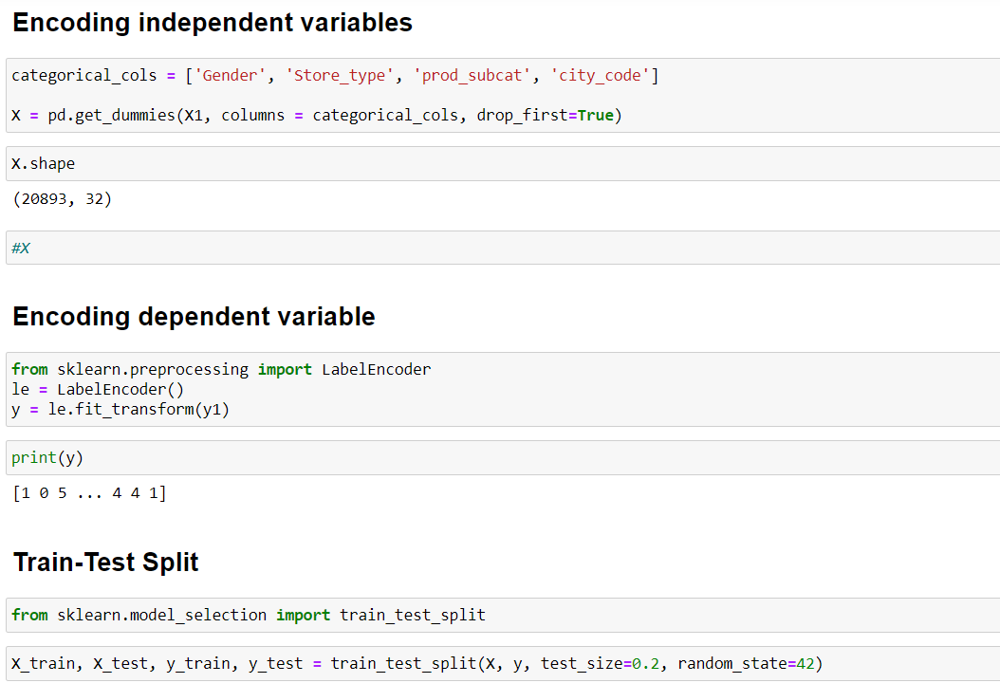 Encoding independent variables
categorical_cols = ['Gender', 'Store_type', 'prod_subcat', 'city_code']
X = pd.get_dummies(X1, columns = categorical_cols, drop_first=True)
X.shape
(20893, 32)
#X
Encoding dependent variable
from sklearn.preprocessing import LabelEncoder
le = LabelEncoder()
y = le.fit_transform(y1)
print(y)
[1 0 5 ... 4 4 1]
Train-Test Split
from sklearn.model_selection import train_test_split
X_train, X_test, y_train, y_test = train_test_split(X, y, test_size=0.2, random_state=42)